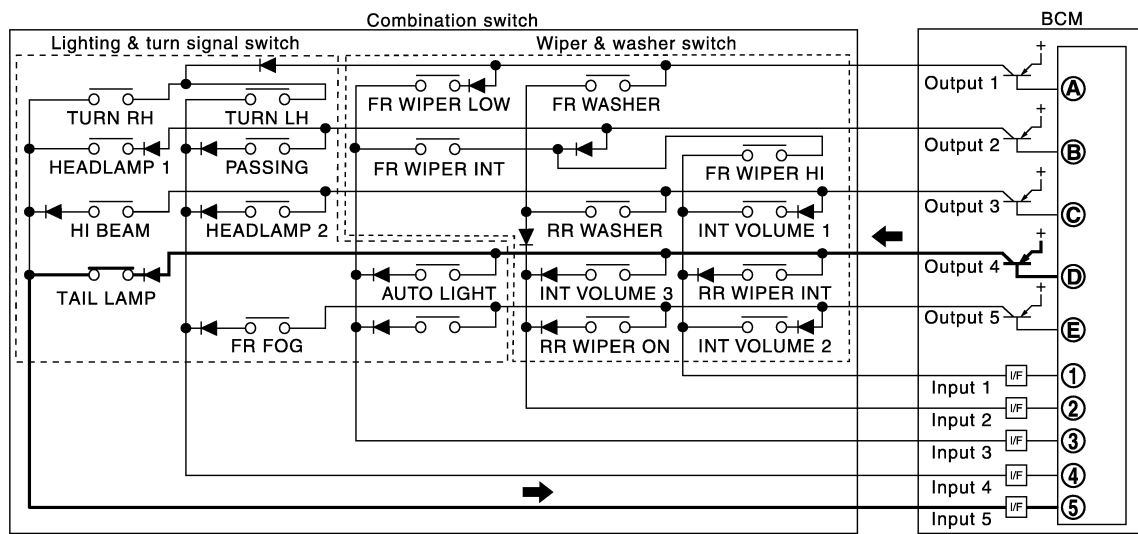 Combination switch
BCM
Lighting & turn signal switch
Wiper & washer switch
+
Output 1
A
TURN RH
TURN LH
FR WIPER LOW
FR WASHER
+
Output 2
B
HEADLAMP 1
PASSING
FR WIPER INT
FR WIPER HI
+
Output 3
C
HI BEAM
HEADLAMP 2
RR WASHER
INT VOLUME 1
+
Output 4
D
TAIL LAMP
AUTO LIGHT
INT VOLUME 3
RR WIPER INT
+
Output 5
E
FR FOG
RR WIPER ON
INT VOLUME 2
Input 1
I/F
1
Input 2
I/F
2
Input 3
I/F
3
Input 4
I/F
4
Input 5
I/F
5